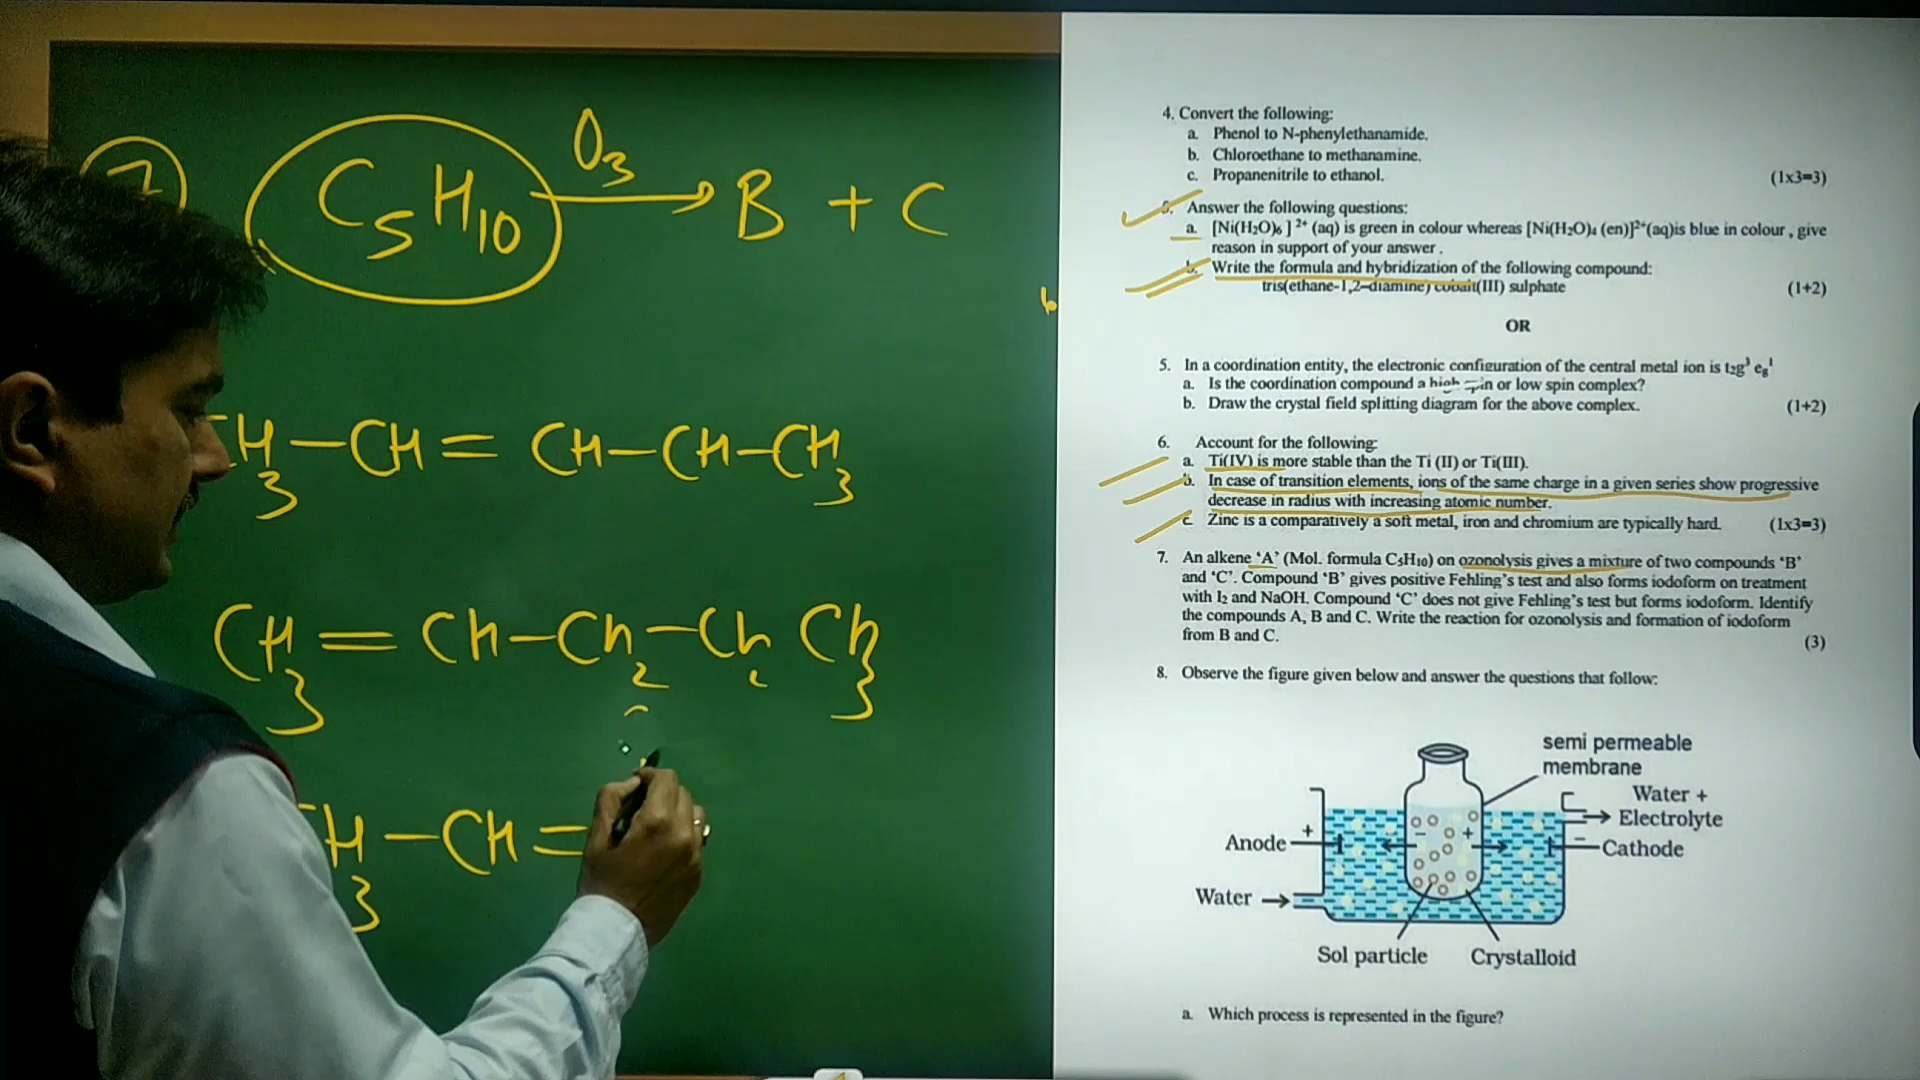 7
C5H10 O3 → B + C
H3 – CH = CH – CH – CH3
CH3 = CH – CH2 – CH2 CH3
H3 – CH =
b
4. Convert the following:
a. Phenol to N-phenylethanamide.
b. Chloroethane to methanamine.
c. Propanenitrile to ethanol. (1x3=3)
5. Answer the following questions:
a. [Ni(H2O)6 ] 2+ (aq) is green in colour whereas [Ni(H2O)4 (en)]2+(aq)is blue in colour , give
reason in support of your answer .
b. Write the formula and hybridization of the following compound:
tris(ethane-1,2–diamine) cobalt(III) sulphate (1+2)
OR
5. In a coordination entity, the electronic configuration of the central metal ion is t2g3 eg1
a. Is the coordination compound a high spin or low spin complex?
b. Draw the crystal field splitting diagram for the above complex. (1+2)
6. Account for the following:
a. Ti(IV) is more stable than the Ti (II) or Ti(III).
b. In case of transition elements, ions of the same charge in a given series show progressive
decrease in radius with increasing atomic number.
c. Zinc is a comparatively a soft metal, iron and chromium are typically hard. (1x3=3)
7. An alkene ‘A’ (Mol. formula C5H10) on ozonolysis gives a mixture of two compounds ‘B’
and ‘C’. Compound ‘B’ gives positive Fehling’s test and also forms iodoform on treatment
with I2 and NaOH. Compound ‘C’ does not give Fehling’s test but forms iodoform. Identify
the compounds A, B and C. Write the reaction for ozonolysis and formation of iodoform
from B and C. (3)
8. Observe the figure given below and answer the questions that follow:
semi permeable
membrane
Water +
Electrolyte
Anode +
– Cathode
Water
Sol particle Crystalloid
a. Which process is represented in the figure?